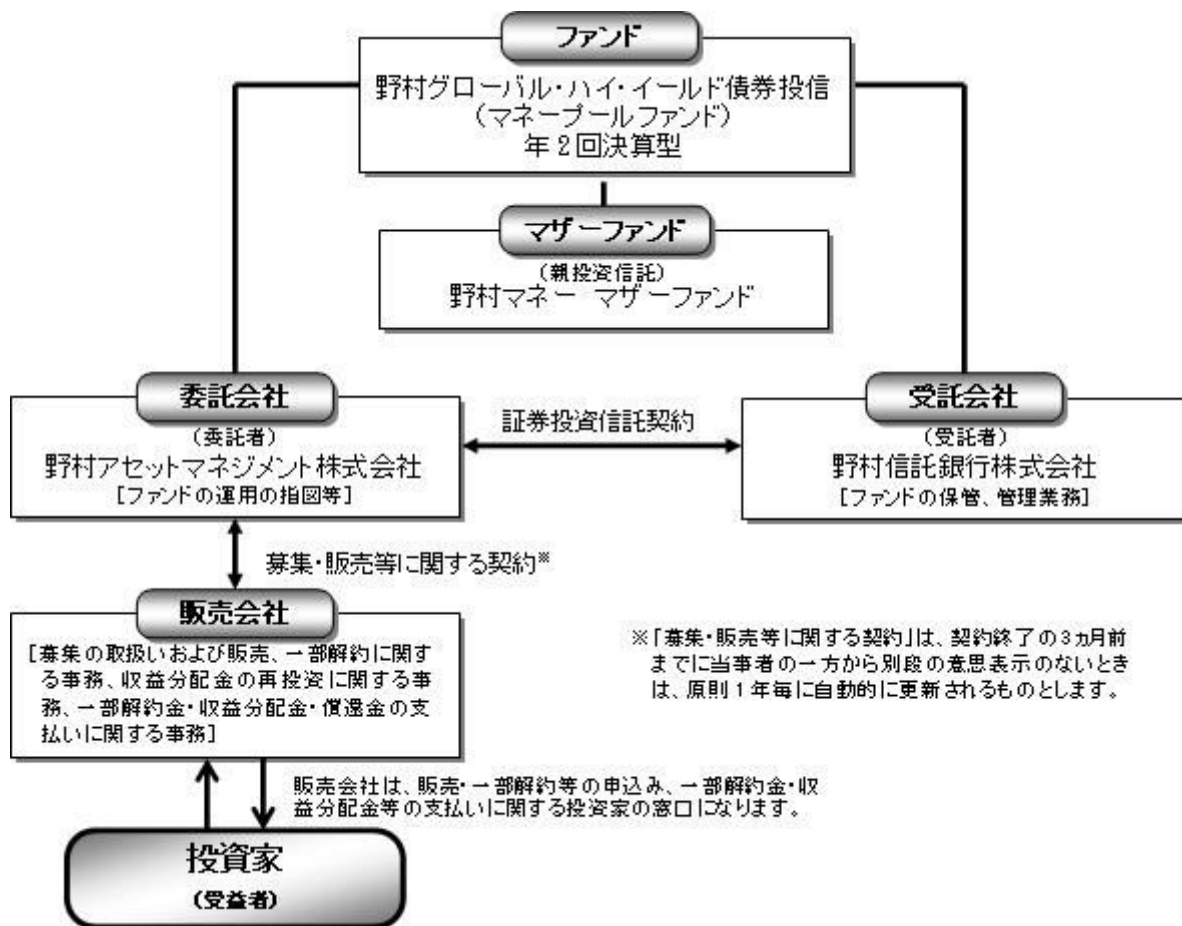 ファンド
野村グローバル・ハイ・イールド債券投信
(マネープールファンド)
年2回決算型
マザーファンド
(親投資信託)
野村マネー マザーファンド
委託会社
(委託者)
野村アセットマネジメント株式会社
[ファンドの運用の指図等]
証券投資信託契約
受託会社
(受託者)
野村信託銀行株式会社
[ファンドの保管、管理業務]
募集・販売等に関する契約※
販売会社
[募集の取扱いおよび販売、一部解約に関す
る事務、収益分配金の再投資に関する事
務、一部解約金・収益分配金・償還金の支
払いに関する事務]
※「募集・販売等に関する契約」は、契約終了の3ヵ月前
までに当事者の一方から別段の意思表示のないとき
は、原則1年毎に自動的に更新されるものとします。
販売会社は、販売・一部解約等の申込み、一部解約金・収
益分配金等の支払いに関する投資家の窓口になります。
投資家
(受益者)